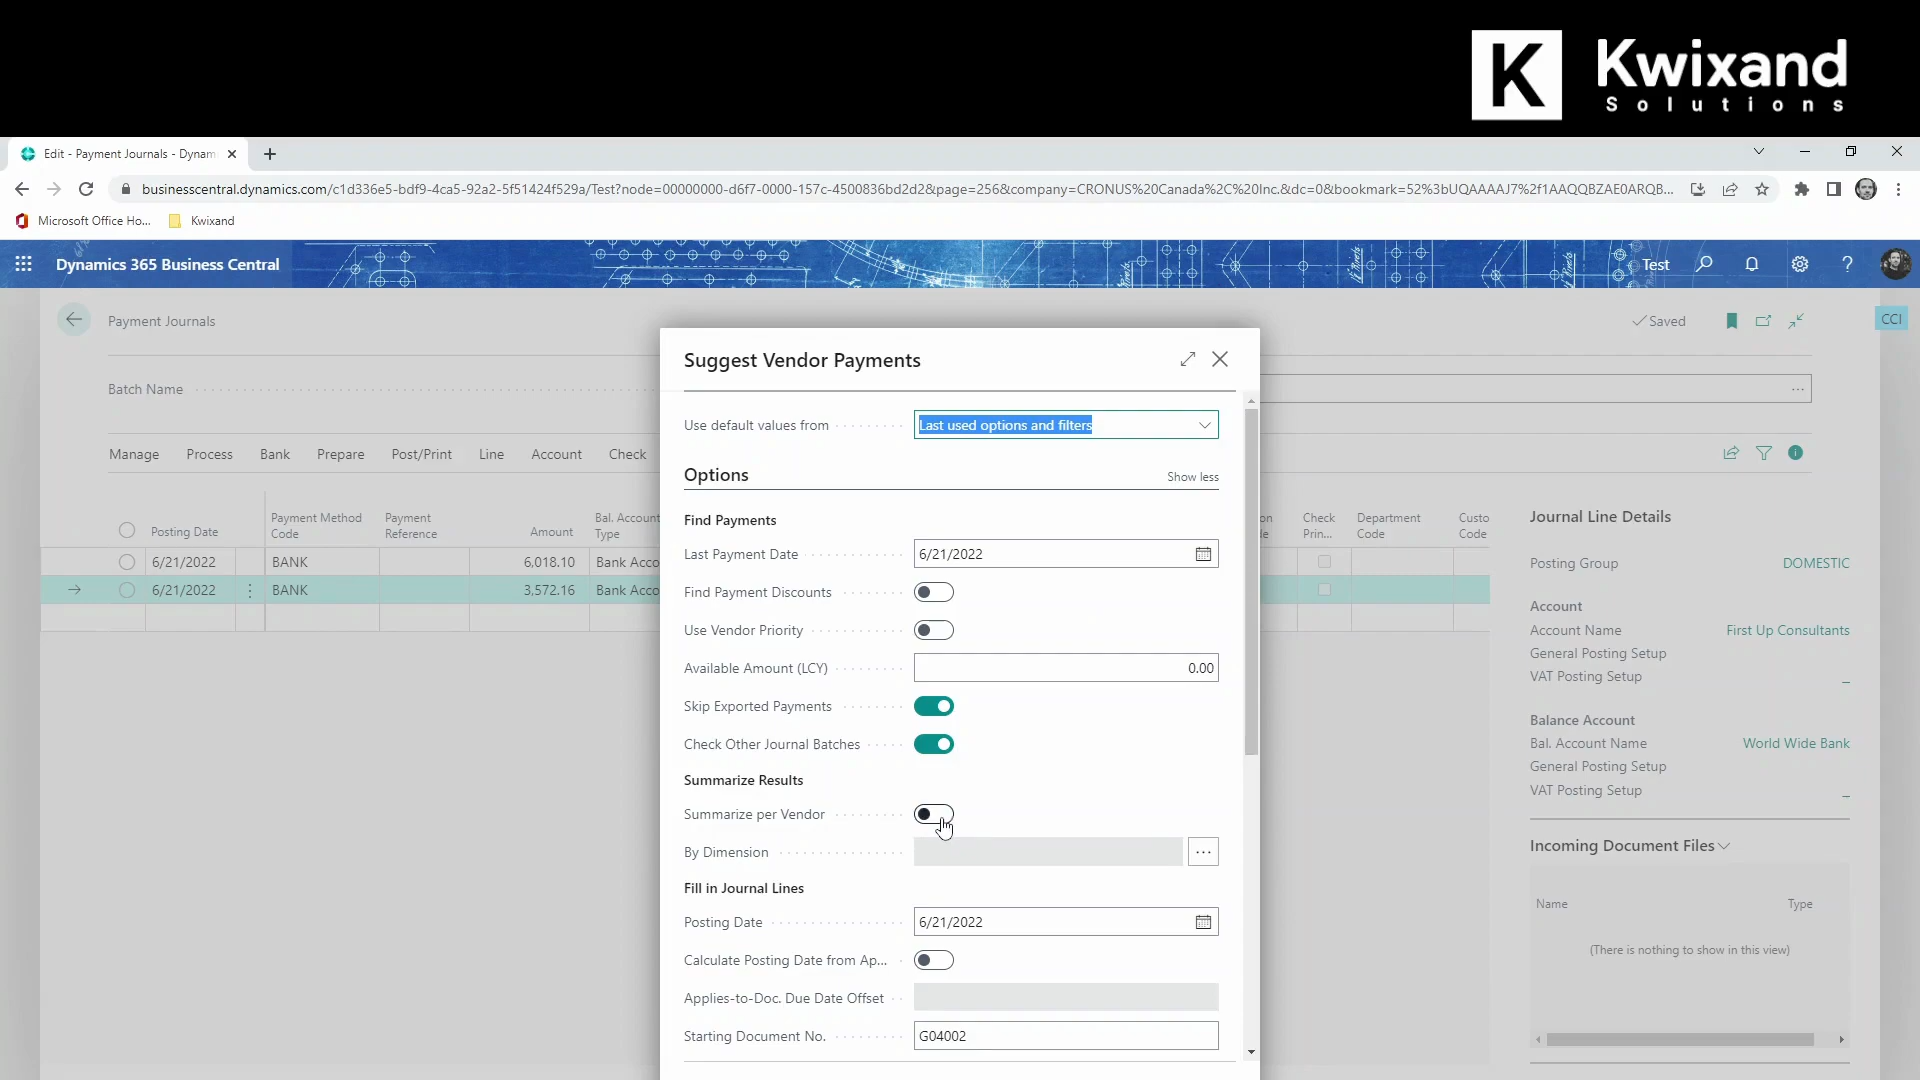 K Kwixand
Solutions
Edit - Payment Journals - Dynam
businesscentral.dynamics.com/c1d336e5-bdf9-4ca5-92a2-5f51424f529a/Test?node=00000000-d6f7-0000-157c-4500836bd2d2&page=256&company=CRONUS%20Canada%2C%20Inc.&dc=0&bookmark=52%3bUQAAAAJ7%2f1AAQQBZAE0ARQB...
Microsoft Office Ho... Kwixand
Dynamics 365 Business Central Test ?
Payment Journals Saved CCI
Suggest Vendor Payments
Batch Name
Use default values from Last used options and filters
Manage Process Bank Prepare Post/Print Line Account Check
Options Show less
Posting Date Payment Method Code Payment Reference Amount Bal. Account Type Check Prin... Department Code Custo Code
6/21/2022 BANK 6,018.10 Bank Acco
6/21/2022 BANK 3,572.16 Bank Acco
Find Payments
Last Payment Date 6/21/2022
Find Payment Discounts
Use Vendor Priority
Available Amount (LCY) 0.00
Skip Exported Payments
Check Other Journal Batches
Summarize Results
Summarize per Vendor
By Dimension ...
Fill in Journal Lines
Posting Date 6/21/2022
Calculate Posting Date from Ap...
Applies-to-Doc. Due Date Offset
Starting Document No. G04002
Journal Line Details
Posting Group DOMESTIC
Account
Account Name First Up Consultants
General Posting Setup
VAT Posting Setup _
Balance Account
Bal. Account Name World Wide Bank
General Posting Setup
VAT Posting Setup _
Incoming Document Files
Name Type
(There is nothing to show in this view)